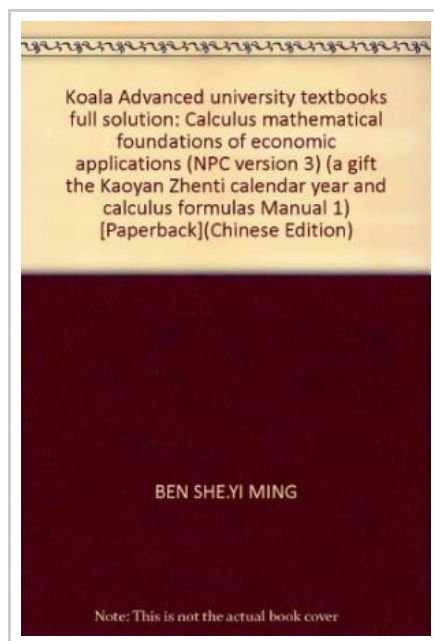 Koala Advanced university textbooks
full solution: Calculus mathematical
foundations of economic
applications (NPC version 3) (a gift
the Kaoyan Zhenti calendar year and
calculus formulas Manual 1)
[Paperback](Chinese Edition)
BEN SHE.YI MING
Note: This is not the actual book cover